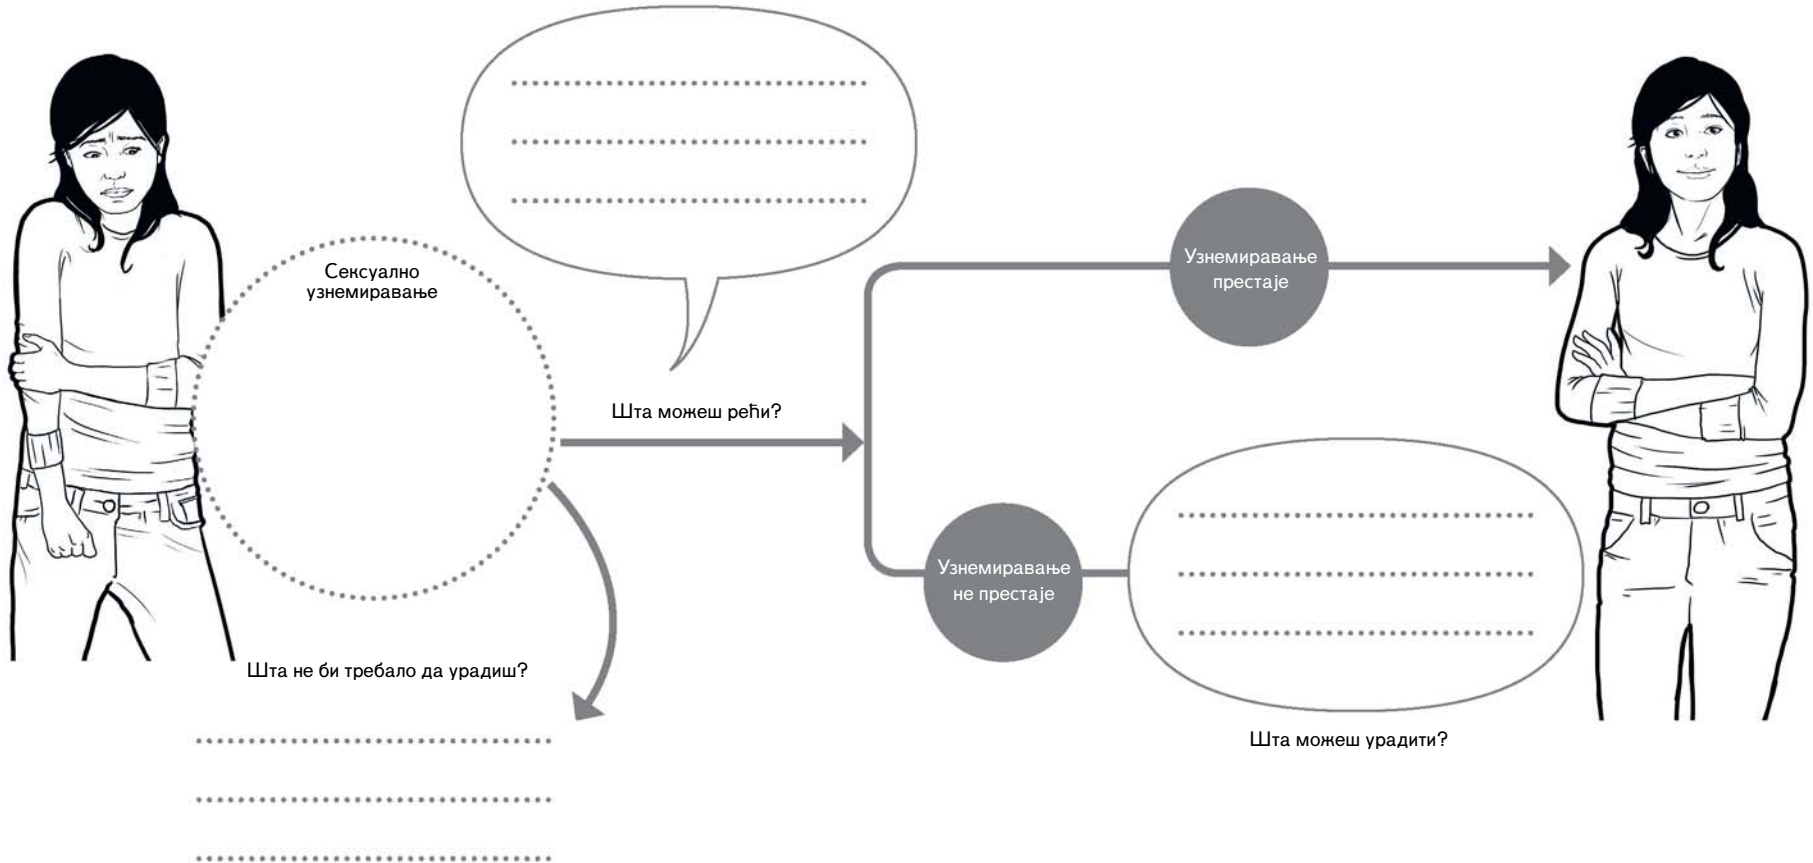 Сексуално
узнемиравање
Шта можеш рећи?
Узнемиравање
престаје
Узнемиравање
не престаје
Шта не би требало да урадиш?
Шта можеш урадити?